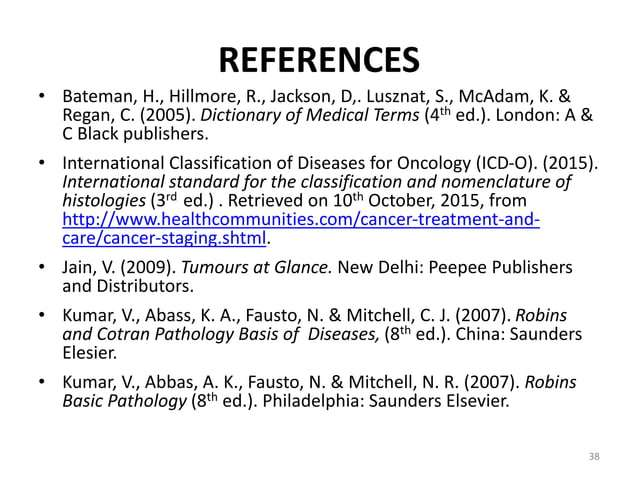 REFERENCES
• Bateman, H., Hillmore, R., Jackson, D,. Lusznat, S., McAdam, K. &
Regan, C. (2005). Dictionary of Medical Terms (4th ed.). London: A &
C Black publishers.
• International Classification of Diseases for Oncology (ICD-O). (2015).
International standard for the classification and nomenclature of
histologies (3rd ed.) . Retrieved on 10th October, 2015, from
http://www.healthcommunities.com/cancer-treatment-and-
care/cancer-staging.shtml.
• Jain, V. (2009). Tumours at Glance. New Delhi: Peepee Publishers
and Distributors.
• Kumar, V., Abass, K. A., Fausto, N. & Mitchell, C. J. (2007). Robins
and Cotran Pathology Basis of Diseases, (8th ed.). China: Saunders
Elesier.
• Kumar, V., Abbas, A. K., Fausto, N. & Mitchell, N. R. (2007). Robins
Basic Pathology (8th ed.). Philadelphia: Saunders Elsevier.
38